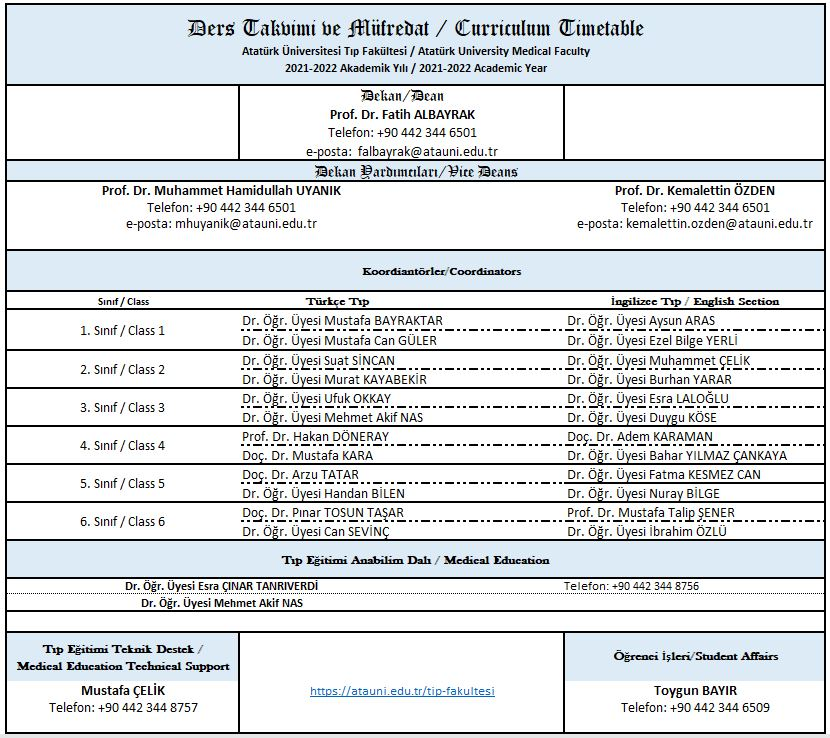 Ders Takvimi ve Müfredat / Curriculum Timetable
Atatürk Üniversitesi Tıp Fakültesi / Atatürk University Medical Faculty
2021-2022 Akademik Yılı / 2021-2022 Academic Year
Dekan/Dean
Prof. Dr. Fatih ALBAYRAK
Telefon: +90 442 344 6501
e-posta: falbayrak@atauni.edu.tr
Dekan Yardımcıları/Vice Deans
Prof. Dr. Muhammet Hamidullah UYANIK Prof. Dr. Kemalettin ÖZDEN
Telefon: +90 442 344 6501 Telefon: +90 442 344 6501
e-posta: mhuyanik@atauni.edu.tr e-posta: kemalettin.ozden@atauni.edu.tr
Koordiantörler/Coordinators
Sınıf / Class Türkçe Tıp İngilizce Tıp / English Section
1. Sınıf / Class 1
Dr. Öğr. Üyesi Mustafa BAYRAKTAR Dr. Öğr. Üyesi Aysun ARAS
Dr. Öğr. Üyesi Mustafa Can GÜLER Dr. Öğr. Üyesi Ezel Bilge YERLİ
2. Sınıf / Class 2
Dr. Öğr. Üyesi Suat SİNCAN Dr. Öğr. Üyesi Muhammet ÇELİK
Dr. Öğr. Üyesi Murat KAYABEKİR Dr. Öğr. Üyesi Burhan YARAR
3. Sınıf / Class 3
Dr. Öğr. Üyesi Ufuk OKKAY Dr. Öğr. Üyesi Esra LALOĞLU
Dr. Öğr. Üyesi Mehmet Akif NAS Dr. Öğr. Üyesi Duygu KÖSE
4. Sınıf / Class 4
Prof. Dr. Hakan DÖNERAY Doç. Dr. Adem KARAMAN
Doç. Dr. Mustafa KARA Dr. Öğr. Üyesi Bahar YILMAZ ÇANKAYA
5. Sınıf / Class 5
Doç. Dr. Arzu TATAR Dr. Öğr. Üyesi Fatma KESMEZ CAN
Dr. Öğr. Üyesi Handan BİLEN Dr. Öğr. Üyesi Nuray BİLGE
6. Sınıf / Class 6
Doç. Dr. Pınar TOSUN TAŞAR Prof. Dr. Mustafa Talip ŞENER
Dr. Öğr. Üyesi Can SEVİNÇ Dr. Öğr. Üyesi İbrahim ÖZLÜ
Tıp Eğitimi Anabilim Dalı / Medical Education
Dr. Öğr. Üyesi Esra ÇINAR TANRIVERDİ Telefon: +90 442 344 8756
Dr. Öğr. Üyesi Mehmet Akif NAS
Tıp Eğitimi Teknik Destek /
Medical Education Technical Support
Mustafa ÇELİK
Telefon: +90 442 344 8757
https://atauni.edu.tr/tip-fakultesi
Öğrenci İşleri/Student Affairs
Toygun BAYIR
Telefon: +90 442 344 6509